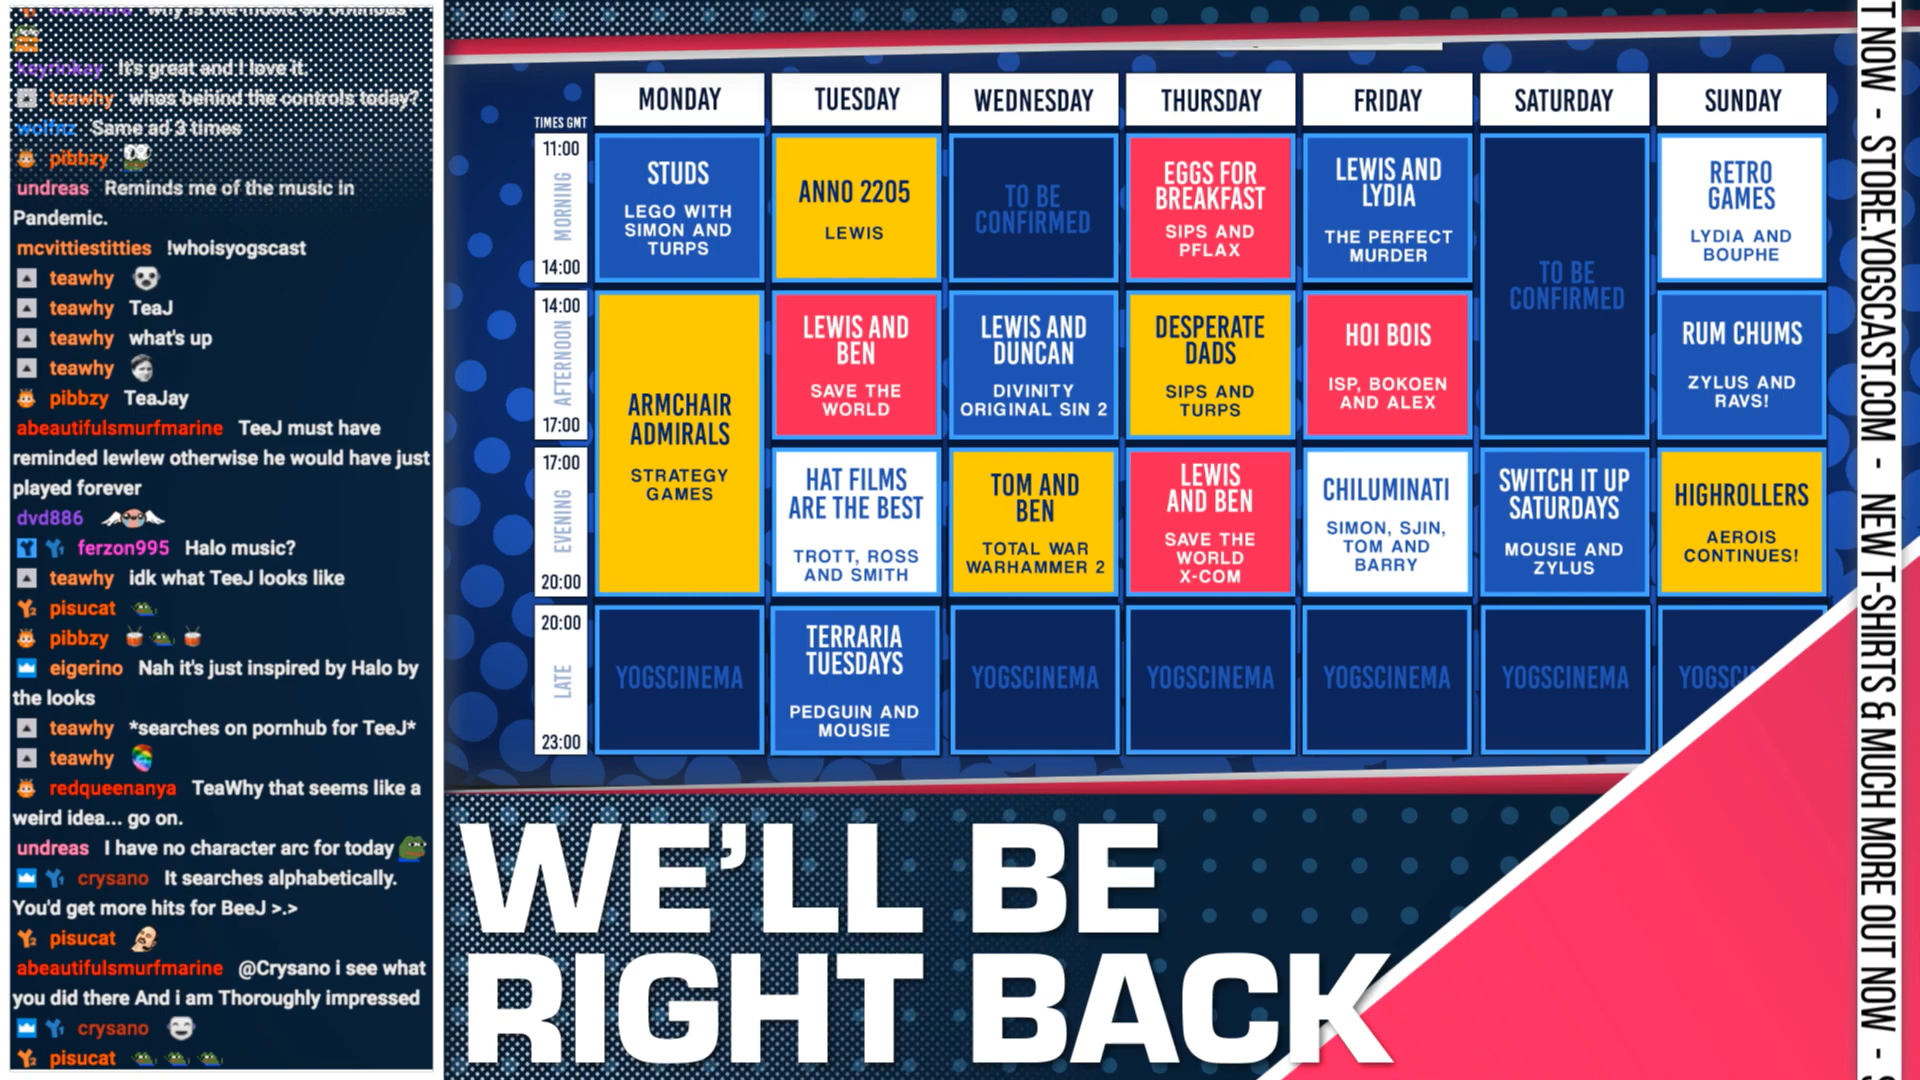 It's great and I love it.
teawhy whos behind the controls today?
Same ad 3 times
pibbzy
undreas Reminds me of the music in
Pandemic.
mcvittiestitties !whoisyogscast
teawhy
teawhy TeaJ
teawhy what's up
teawhy
pibbzy TeaJay
abeautifulsmurfmarine TeeJ must have
reminded lewlew otherwise he would have just
played forever
dvd886
ferzon995 Halo music?
teawhy idk what TeeJ looks like
pisucat
pibbzy
eigerino Nah it's just inspired by Halo by
the looks
teawhy *searches on pornhub for TeeJ*
teawhy
redqueenanya TeaWhy that seems like a
weird idea... go on.
undreas I have no character arc for today
crysano It searches alphabetically.
You'd get more hits for BeeJ >.>
pisucat
abeautifulsmurfmarine @Crysano i see what
you did there And i am Thoroughly impressed
crysano
pisucat
MONDAY TUESDAY WEDNESDAY THURSDAY FRIDAY SATURDAY SUNDAY
TIMES GMT
11:00
MORNING
14:00
STUDS
LEGO WITH
SIMON AND
TURPS
ANNO 2205
LEWIS
TO BE
CONFIRMED
EGGS FOR
BREAKFAST
SIPS AND
PFLAX
LEWIS AND
LYDIA
THE PERFECT
MURDER
TO BE
CONFIRMED
RETRO
GAMES
LYDIA AND
BOUPHE
14:00
AFTERNOON
17:00
ARMCHAIR
ADMIRALS
STRATEGY
GAMES
LEWIS AND
BEN
SAVE THE
WORLD
LEWIS AND
DUNCAN
DIVINITY
ORIGINAL SIN 2
DESPERATE
DADS
SIPS AND
TURPS
HOI BOIS
ISP, BOKOEN
AND ALEX
RUM CHUMS
ZYLUS AND
RAVS!
17:00
EVENING
20:00
HAT FILMS
ARE THE BEST
TROTT, ROSS
AND SMITH
TOM AND
BEN
TOTAL WAR
WARHAMMER 2
LEWIS
AND BEN
SAVE THE
WORLD
X-COM
CHILUMINATI
SIMON, SJIN,
TOM AND
BARRY
SWITCH IT UP
SATURDAYS
MOUSIE AND
ZYLUS
HIGHROLLERS
AEROIS
CONTINUES!
20:00
LATE
23:00
YOGSCINEMA
TERRARIA
TUESDAYS
PEDGUIN AND
MOUSIE
YOGSCINEMA
YOGSCINEMA
YOGSCINEMA
YOGSCINEMA
YOGSCIN
WE'LL BE
RIGHT BACK
T NOW - STORE.YOGSCAST.COM - NEW T-SHIRTS & MUCH MORE OUT NOW - S